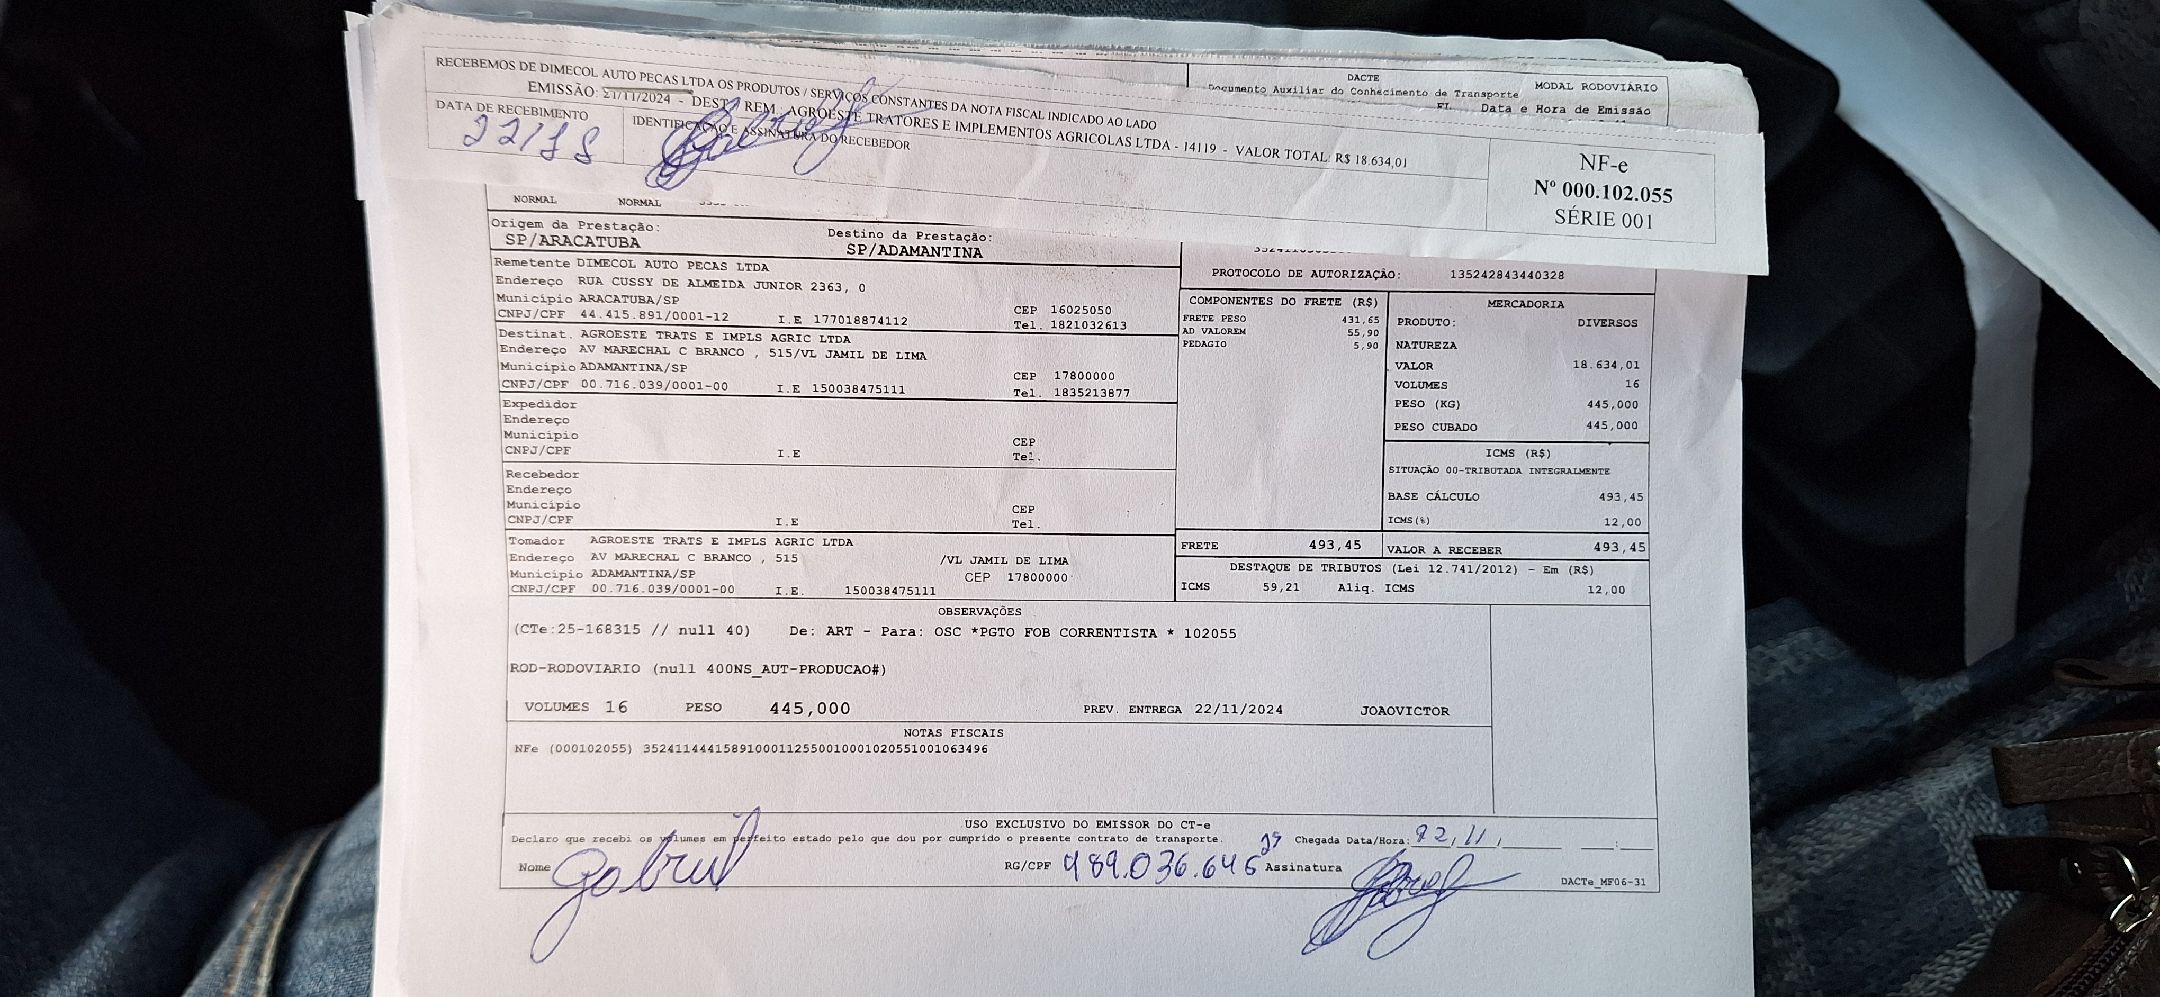 RECEBEMOS DE DIMECOL AUTO PECAS LTDA OS PRODUTOS / SERVIÇOS CONSTANTES DA NOTA FISCAL INDICADO AO LADO
EMISSÃO: 21/11/2024 - DEST. / REM. AGROESTE TRATORES E IMPLEMENTOS AGRICOLAS LTDA - 14119 - VALOR TOTAL: R$ 18.634,01
DATA DE RECEBIMENTO
IDENTIFICAÇÃO E ASSINATURA DO RECEBEDOR
NF-e
Nº 000.102.055
SÉRIE 001
DACTE
MODAL RODOVIÁRIO
Documento Auxiliar do Conhecimento de Transporte
FL Data e Hora de Emissão
NORMAL NORMAL
Origem da Prestação:
SP/ARACATUBA
Destino da Prestação:
SP/ADAMANTINA
PROTOCOLO DE AUTORIZAÇÃO: 135242843440328
Remetente DIMECOL AUTO PECAS LTDA
Endereço RUA CUSSY DE ALMEIDA JUNIOR 2363, 0
Município ARACATUBA/SP CEP 16025050
CNPJ/CPF 44.415.891/0001-12 I.E 177018874112 Tel. 1821032613
Destinat. AGROESTE TRATS E IMPLS AGRIC LTDA
Endereço AV MARECHAL C BRANCO , 515/VL JAMIL DE LIMA
Município ADAMANTINA/SP CEP 17800000
CNPJ/CPF 00.716.039/0001-00 I.E 150038475111 Tel. 1835213877
Expedidor
Endereço
Município CEP
CNPJ/CPF I.E Tel.
Recebedor
Endereço
Município CEP
CNPJ/CPF I.E Tel.
Tomador AGROESTE TRATS E IMPLS AGRIC LTDA
Endereço AV MARECHAL C BRANCO , 515 /VL JAMIL DE LIMA
Município ADAMANTINA/SP CEP 17800000
CNPJ/CPF 00.716.039/0001-00 I.E. 150038475111
COMPONENTES DO FRETE (R$)
FRETE PESO 431,65
AD VALOREM 55,90
PEDAGIO 5,90
MERCADORIA
PRODUTO: DIVERSOS
NATUREZA
VALOR 18.634,01
VOLUMES 16
PESO (KG) 445,000
PESO CUBADO 445,000
ICMS (R$)
SITUAÇÃO 00-TRIBUTADA INTEGRALMENTE
BASE CÁLCULO 493,45
ICMS(%) 12,00
FRETE 493,45 VALOR A RECEBER 493,45
DESTAQUE DE TRIBUTOS (Lei 12.741/2012) - Em (R$)
ICMS 59,21 Aliq. ICMS 12,00
OBSERVAÇÕES
(CTe:25-168315 // null 40) De: ART - Para: OSC *PGTO FOB CORRENTISTA * 102055
ROD-RODOVIARIO (null 400NS_AUT-PRODUCAO#)
VOLUMES 16 PESO 445,000 PREV. ENTREGA 22/11/2024 JOAOVICTOR
NOTAS FISCAIS
NFe (000102055) 35241144415891000112550010001020551001063496
USO EXCLUSIVO DO EMISSOR DO CT-e
Declaro que recebi os volumes em perfeito estado pelo que dou por cumprido o presente contrato de transporte. Chegada Data/Hora: 22/11/
Nome Gabriel RG/CPF 489.036.646 Assinatura
DACTe_MF06-31